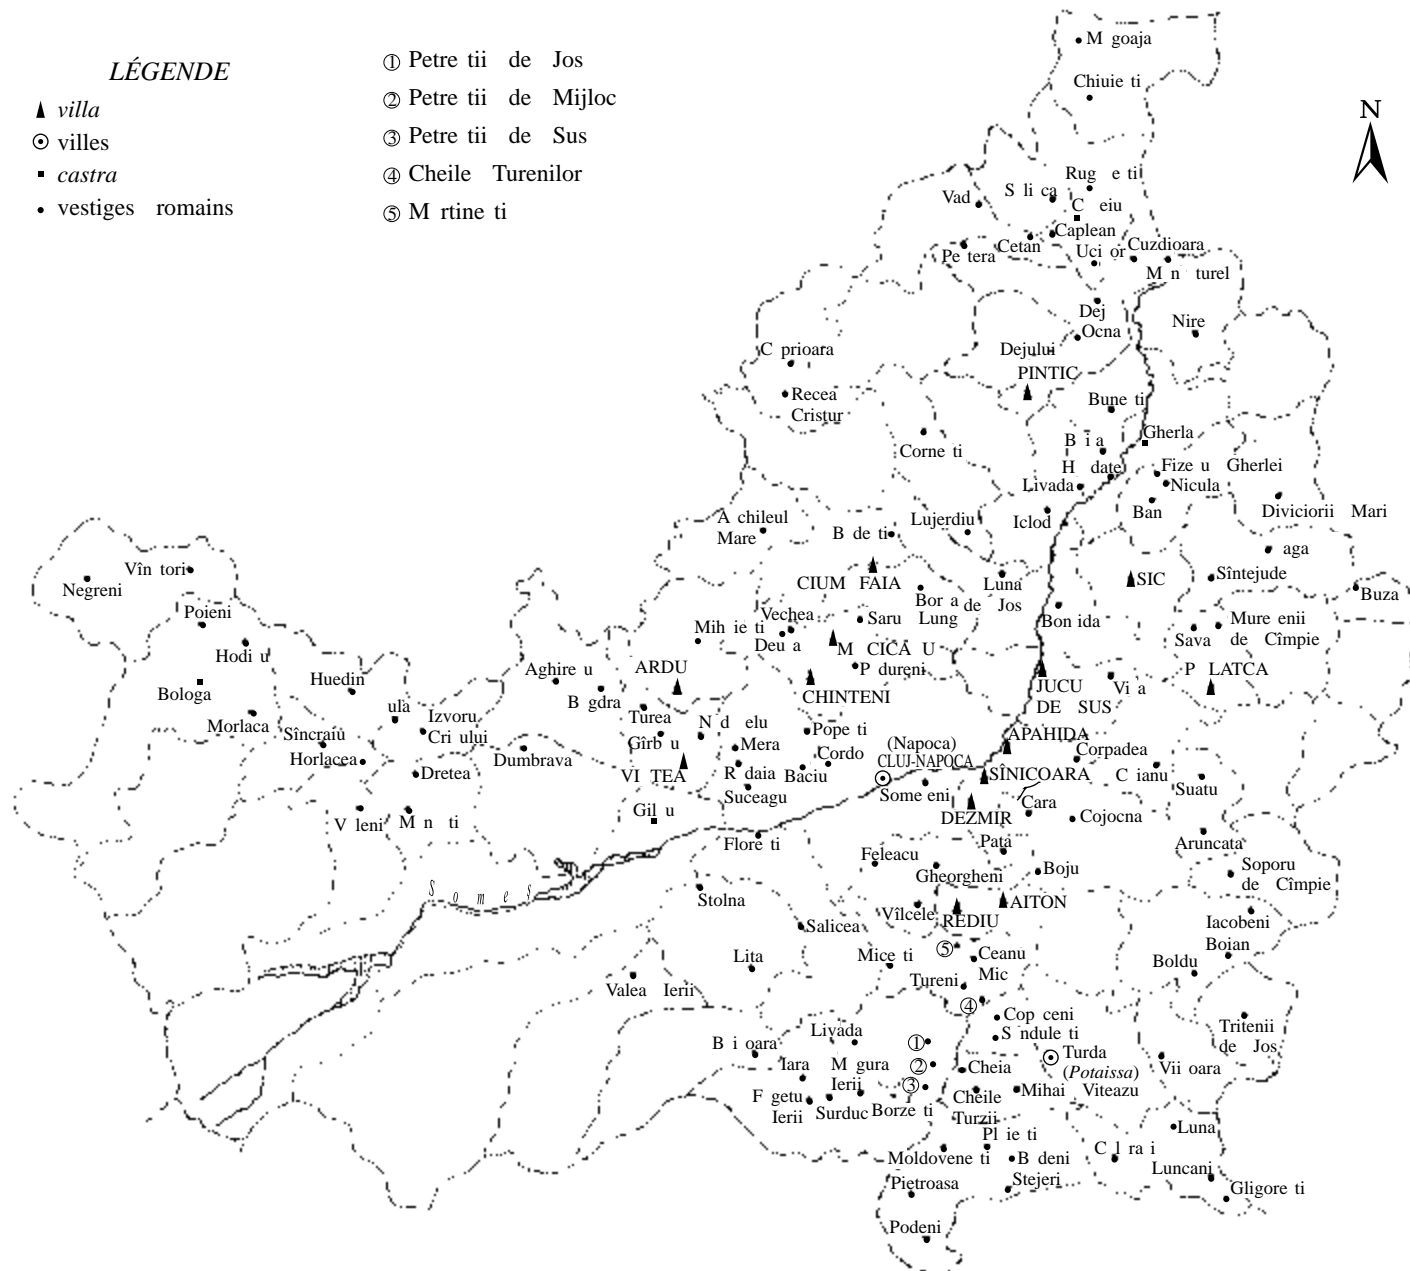 LÉGENDE
villa
villes
castra
vestiges romains
① Petre tii de Jos
② Petre tii de Mijloc
③ Petre tii de Sus
④ Cheile Turenilor
⑤ M rtine ti
N
M goaja
Chiuie ti
Rug e ti
S li ca
Vad
C eiu
Caplean
Cetan
Pe tera
Uci or
Cuzdioara
M n turel
Dej
Ocna
Dejului
Nire
PINTIC
C prioara
Recea
Cristur
Bune ti
Corne ti
Gherla
B i a
H date
Fize u Gherlei
Nicula
Livada
Ban
Diviciorii Mari
A chileul
Mare
B de ti
Lujerdiu
Iclod
aga
Vîn tori
Negreni
CIUM FAIA
Luna
de Jos
SIC
Sîntejude
Buza
Poieni
Bor a
Lung
Saru
Vechea
Deu a
Mih ie ti
Bon ida
Mure enii
de Cîmpie
Sava
Hodi u
M CICĂ U
P dureni
Aghire u
ARDU
Huedin
Bologa
CHINTENI
JUCU
DE SUS
Vi a
P LATCA
B gdra
ula
Izvoru
Cri ului
Morlaca
Turea
N d elu
Pope ti
Sîncraiu
Gîrb u
Mera
Cordo
(Napoca)
CLUJ-NAPOCA
APAHIDA
Corpadea
Horlacea
Dretea
Dumbrava
VI TEA
R daia
Baciu
SÎNICOARA
C ianu
Suceagu
Some eni
Suatu
V leni
M n ti
Gil u
DEZMIR
Cara
Cojocna
Flore ti
Pata
Aruncata
Feleacu
Gheorgheni
Boju
Soporu
de Cîmpie
Somes
Stolna
Vîlcele
REDIU
AITON
Iacobeni
Salicea
⑤
Boian
Lita
Mice ti
Ceanu
Mic
Boldu
Valea Ierii
Tureni
④
Cop ceni
Tritenii
de Jos
Livada
S ndule ti
B i oara
①
Turda
(Potaissa)
Iara
M gura
Ierii
②
Cheia
Vii oara
F getu
Ierii
Surduc
③
Borze ti
Cheile
Turzii
Mihai Viteazu
Luna
Pl ie ti
Moldovene ti
B deni
C l ra i
Pietroasa
Stejeri
Luncani
Gligore ti
Podeni